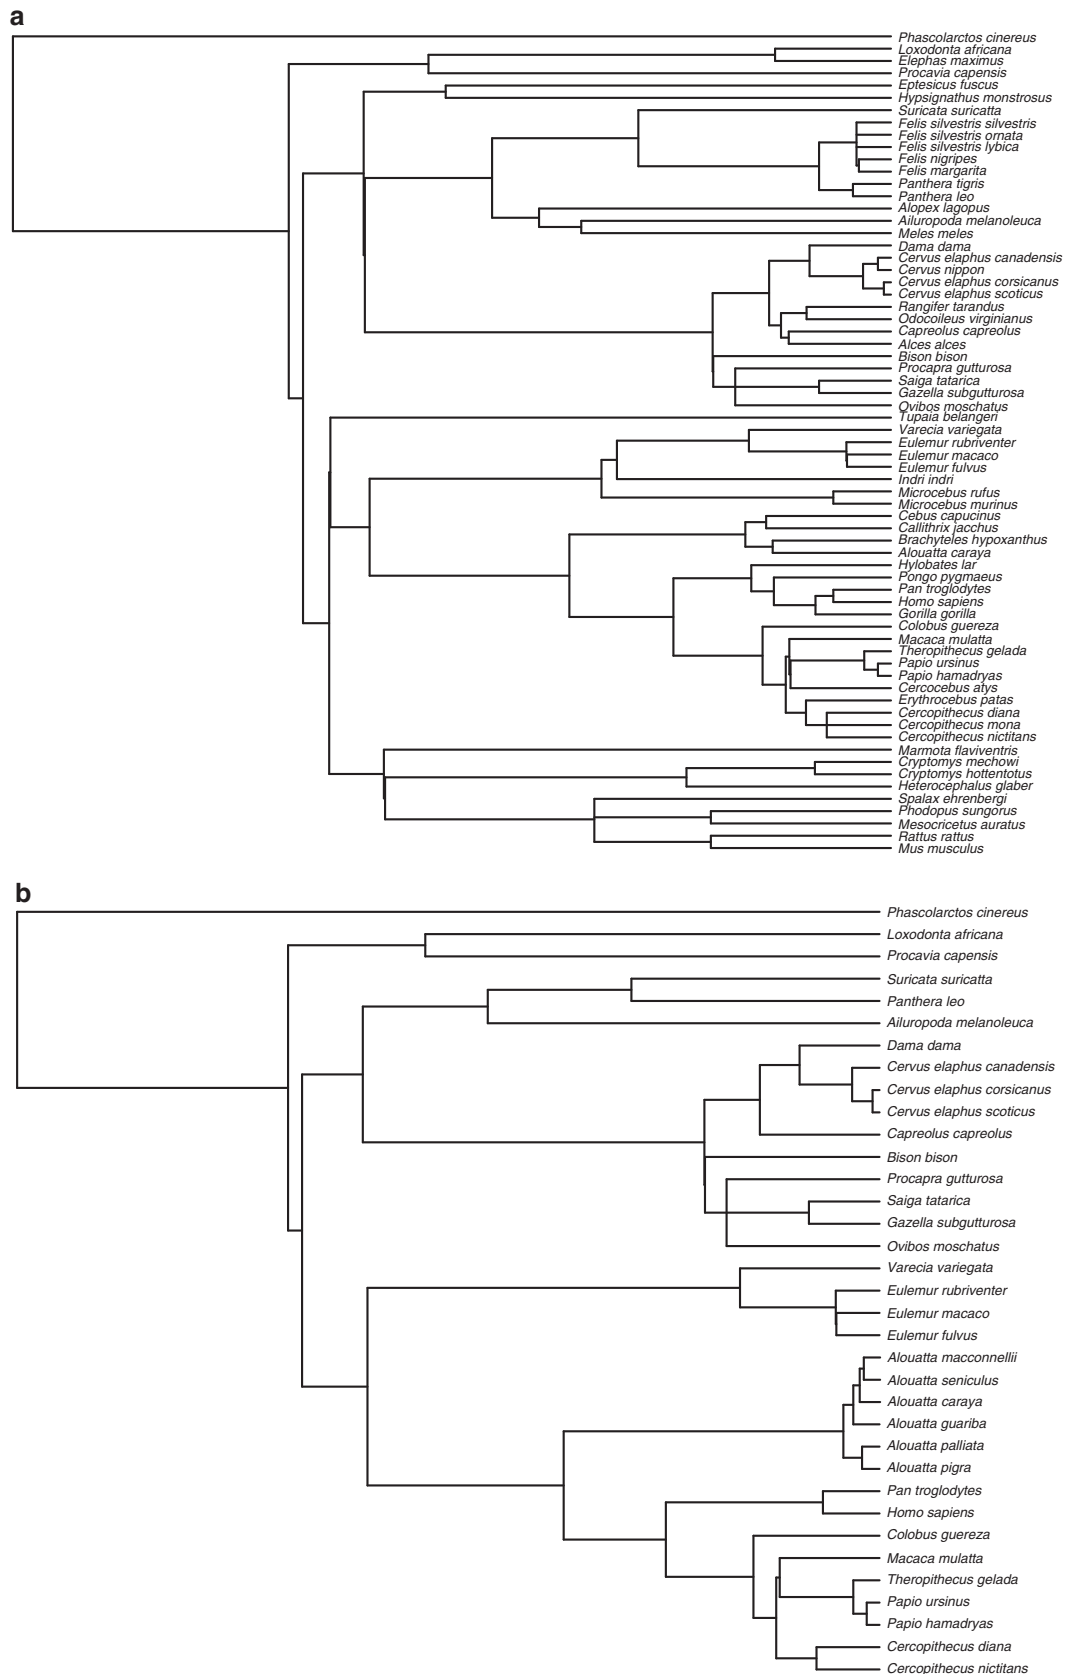 a
Phascolarctos cinereus
Loxodonta africana
Elephas maximus
Procavia capensis
Eptesicus fuscus
Hypsignathus monstrosus
Suricata suricatta
Felis silvestris silvestris
Felis silvestris ornata
Felis silvestris lybica
Felis nigripes
Felis margarita
Panthera tigris
Panthera leo
Alopex lagopus
Ailuropoda melanoleuca
Meles meles
Dama dama
Cervus elaphus canadensis
Cervus nippon
Cervus elaphus corsicanus
Cervus elaphus scoticus
Rangifer tarandus
Odocoileus virginianus
Capreolus capreolus
Alces alces
Bison bison
Procapra gutturosa
Saiga tatarica
Gazella subgutturosa
Ovibos moschatus
Tupaia belangeri
Varecia variegata
Eulemur rubriventer
Eulemur macaco
Eulemur fulvus
Indri indri
Microcebus rufus
Microcebus murinus
Cebus capucinus
Callithrix jacchus
Brachyteles hypoxanthus
Alouatta caraya
Hylobates lar
Pongo pygmaeus
Pan troglodytes
Homo sapiens
Gorilla gorilla
Colobus guereza
Macaca mulatta
Theropithecus gelada
Papio ursinus
Papio hamadryas
Cercocebus atys
Erythrocebus patas
Cercopithecus diana
Cercopithecus mona
Cercopithecus nictitans
Marmota flaviventris
Cryptomys mechowi
Cryptomys hottentotus
Heterocephalus glaber
Spalax ehrenbergi
Phodopus sungorus
Mesocricetus auratus
Rattus rattus
Mus musculus
b
Phascolarctos cinereus
Loxodonta africana
Procavia capensis
Suricata suricatta
Panthera leo
Ailuropoda melanoleuca
Dama dama
Cervus elaphus canadensis
Cervus elaphus corsicanus
Cervus elaphus scoticus
Capreolus capreolus
Bison bison
Procapra gutturosa
Saiga tatarica
Gazella subgutturosa
Ovibos moschatus
Varecia variegata
Eulemur rubriventer
Eulemur macaco
Eulemur fulvus
Alouatta macconnellii
Alouatta seniculus
Alouatta caraya
Alouatta guariba
Alouatta palliata
Alouatta pigra
Pan troglodytes
Homo sapiens
Colobus guereza
Macaca mulatta
Theropithecus gelada
Papio ursinus
Papio hamadryas
Cercopithecus diana
Cercopithecus nictitans